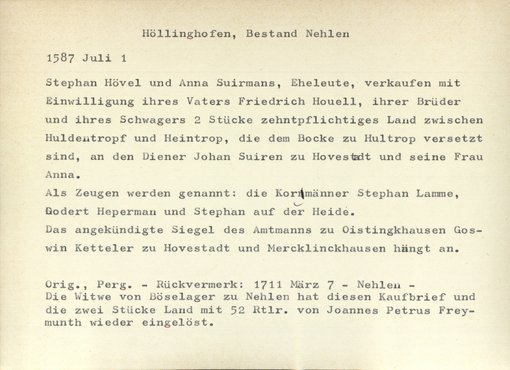 Höllinghofen, Bestand Nehlen
1587 Juli 1
Stephan Hövel und Anna Suirmans, Eheleute, verkaufen mit
Einwilligung ihres Vaters Friedrich Houell, ihrer Brüder
und ihres Schwagers 2 Stücke zehntpflichtiges Land zwischen
Huldentropf und Heintrop, die dem Bocke zu Hultrop versetzt
sind, an den Diener Johan Suiren zu Hovestadt und seine Frau
Anna.
Als Zeugen werden genannt: die Kornmänner Stephan Lamme,
Godert Heperman und Stephan auf der Heide.
Das angekündigte Siegel des Amtmanns zu Oistingkhausen Gos-
win Ketteler zu Hovestadt und Mercklinckhausen hängt an.
Orig., Perg. - Rückvermerk: 1711 März 7 - Nehlen -
Die Witwe von Böselager zu Nehlen hat diesen Kaufbrief und
die zwei Stücke Land mit 52 Rtlr. von Joannes Petrus Frey-
munth wieder eingelöst.